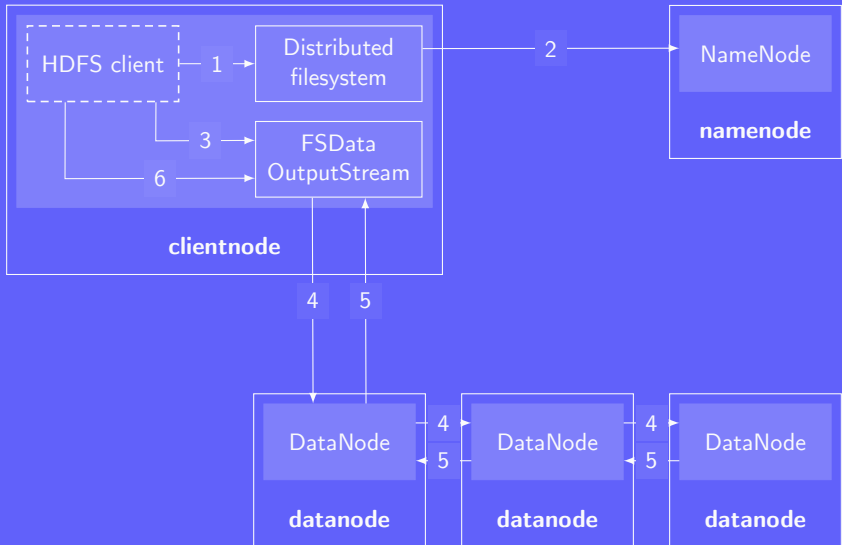 HDFS client
1
Distributed
filesystem
2
NameNode
namenode
3
FSData
OutputStream
6
clientnode
4
5
DataNode
4
5
DataNode
4
5
DataNode
datanode
datanode
datanode